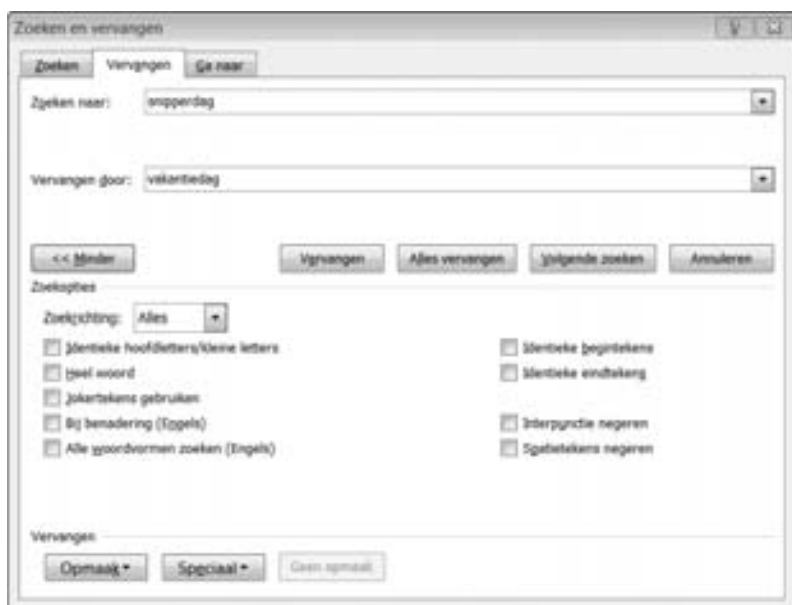 Zoeken en vervangen
Zoeken Vervangen Ga naar
Zoeken naar: snipperdag
Vervangen door: vakantiedag
<< Minder Vervangen Alles vervangen Volgende zoeken Annuleren
Zoekopties
Zoekrichting: Alles
Identieke hoofdletters/kleine letters Identieke begintekens
Heel woord Identieke eindtekens
Jokertekens gebruiken
Bij benadering (Engels) Interpunctie negeren
Alle woordvormen zoeken (Engels) Spatietekens negeren
Vervangen
Opmaak Speciaal Geen opmaak